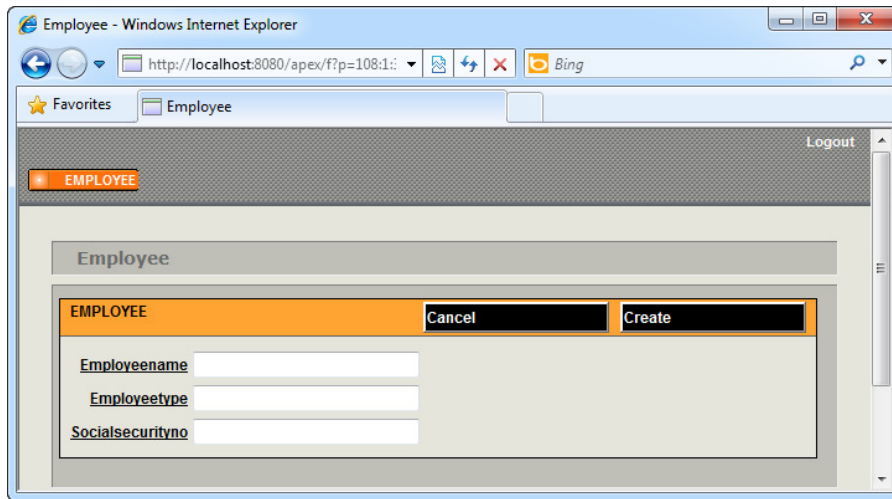 Employee - Windows Internet Explorer
http://localhost:8080/apex/f?p=108:1:
Bing
Favorites
Employee
Logout
EMPLOYEE
Employee
EMPLOYEE
Cancel
Create
Employeename
Employeetype
Socialsecurityno